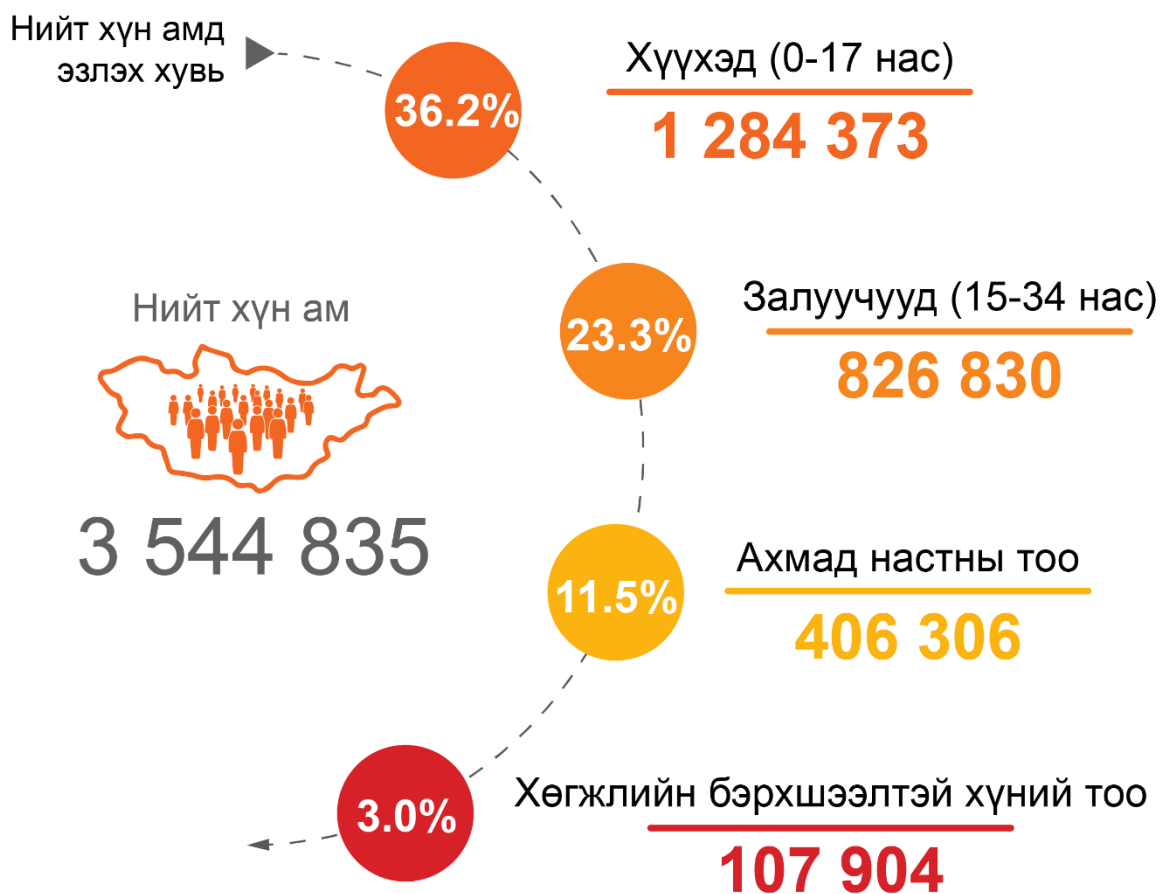 Нийт хүн амд
эзлэх хувь
36.2%
Хүүхэд (0-17 нас)
1 284 373
23.3%
Залуучууд (15-34 нас)
826 830
Нийт хүн ам
3 544 835
11.5%
Ахмад настны тоо
406 306
3.0%
Хөгжлийн бэрхшээлтэй хүний тоо
107 904